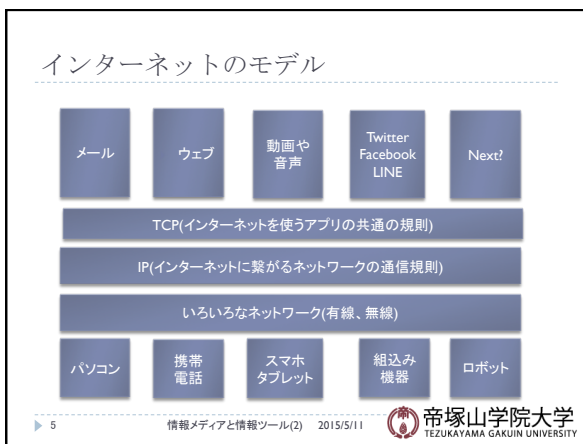 インターネットのモデル
メール
ウェブ
動画や
音声
Twitter
Facebook
LINE
Next?
TCP(インターネットを使うアプリの共通の規則)
IP(インターネットに繋がるネットワークの通信規則)
いろいろなネットワーク(有線、無線)
パソコン
携帯
電話
スマホ
タブレット
組込み
機器
ロボット
5
情報メディアと情報ツール(2)
2015/5/11
帝塚山学院大学
TEZUKAYAMA GAKUIN UNIVERSITY